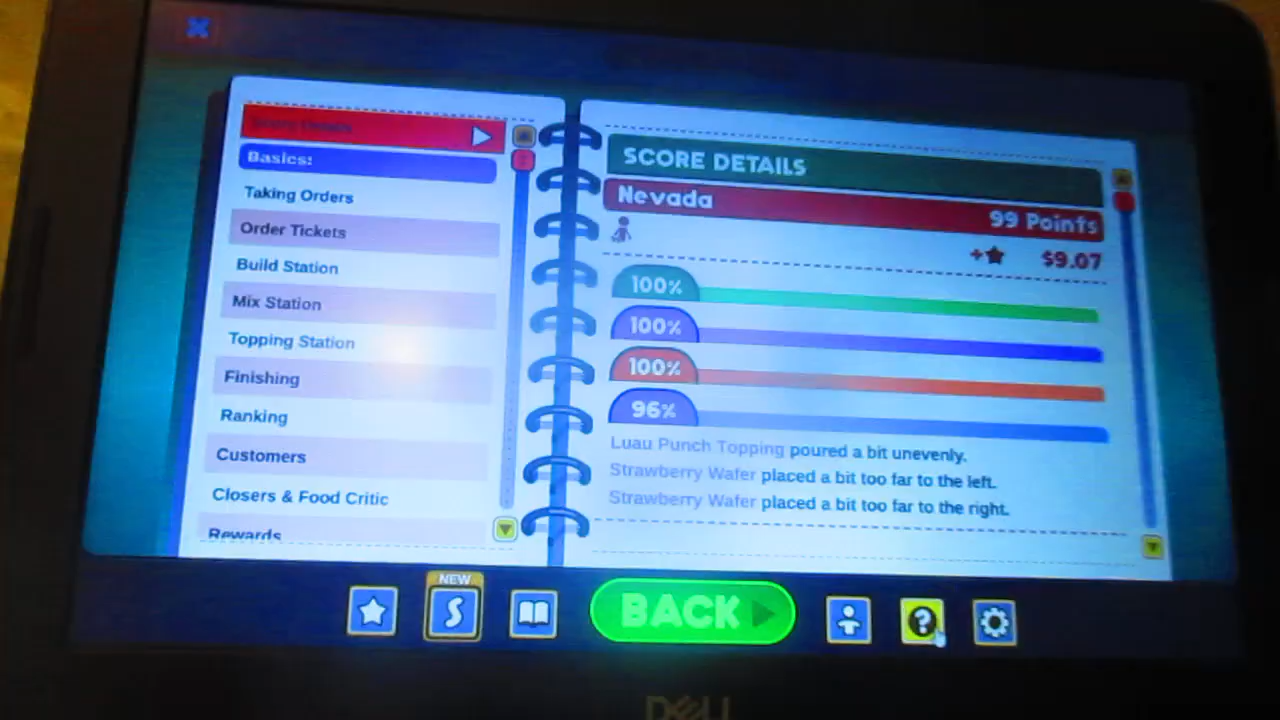 Score Details
Basics:
Taking Orders
Order Tickets
Build Station
Mix Station
Topping Station
Finishing
Ranking
Customers
Closers & Food Critic
Rewards
SCORE DETAILS
Nevada
99 Points
+★ $9.07
100%
100%
100%
96%
Luau Punch Topping poured a bit unevenly.
Strawberry Wafer placed a bit too far to the left.
Strawberry Wafer placed a bit too far to the right.
NEW
S
BACK
?
DELL